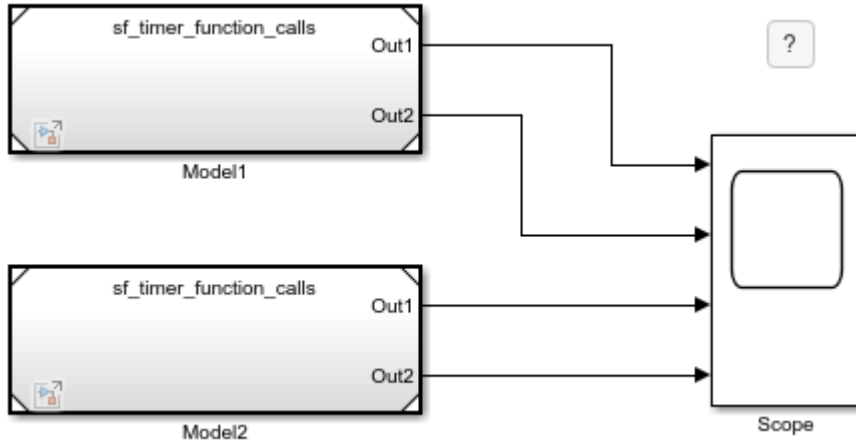 sf_timer_function_calls
Out1
Out2
Model1
?
sf_timer_function_calls
Out1
Out2
Model2
Scope